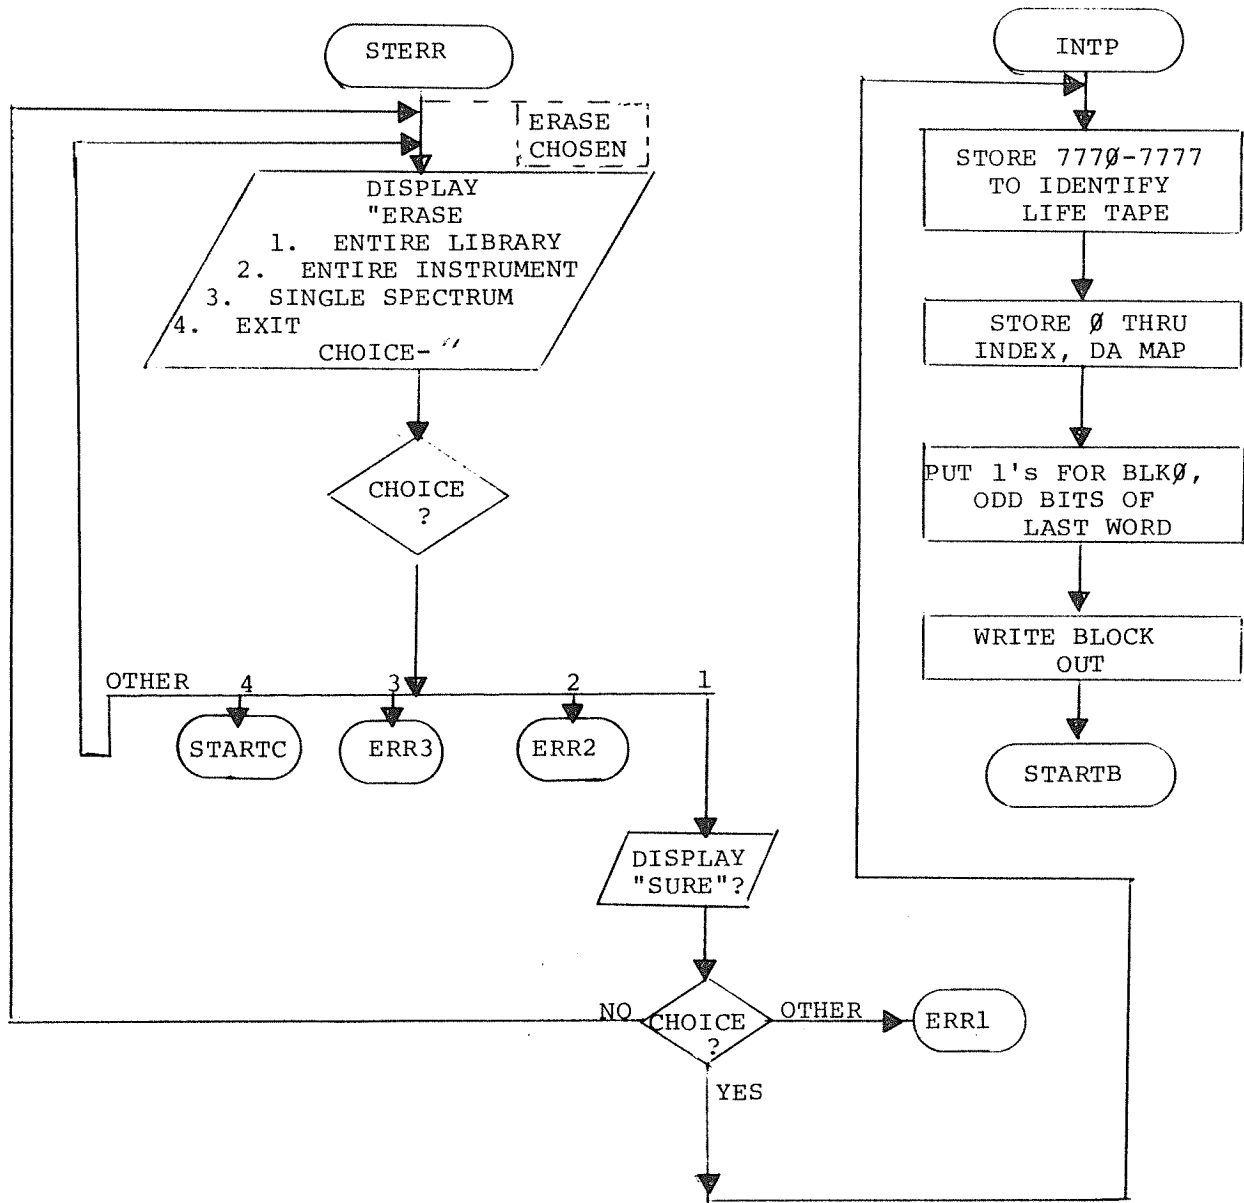 STERR
ERASE
CHOSEN
DISPLAY
"ERASE
1. ENTIRE LIBRARY
2. ENTIRE INSTRUMENT
3. SINGLE SPECTRUM
4. EXIT
CHOICE-"
CHOICE
?
OTHER 4 3 2 1
STARTC ERR3 ERR2
DISPLAY
"SURE"?
NO CHOICE OTHER ERR1
?
YES
INTP
STORE 777Ø-7777
TO IDENTIFY
LIFE TAPE
STORE Ø THRU
INDEX, DA MAP
PUT 1's FOR BLKØ,
ODD BITS OF
LAST WORD
WRITE BLOCK
OUT
STARTB